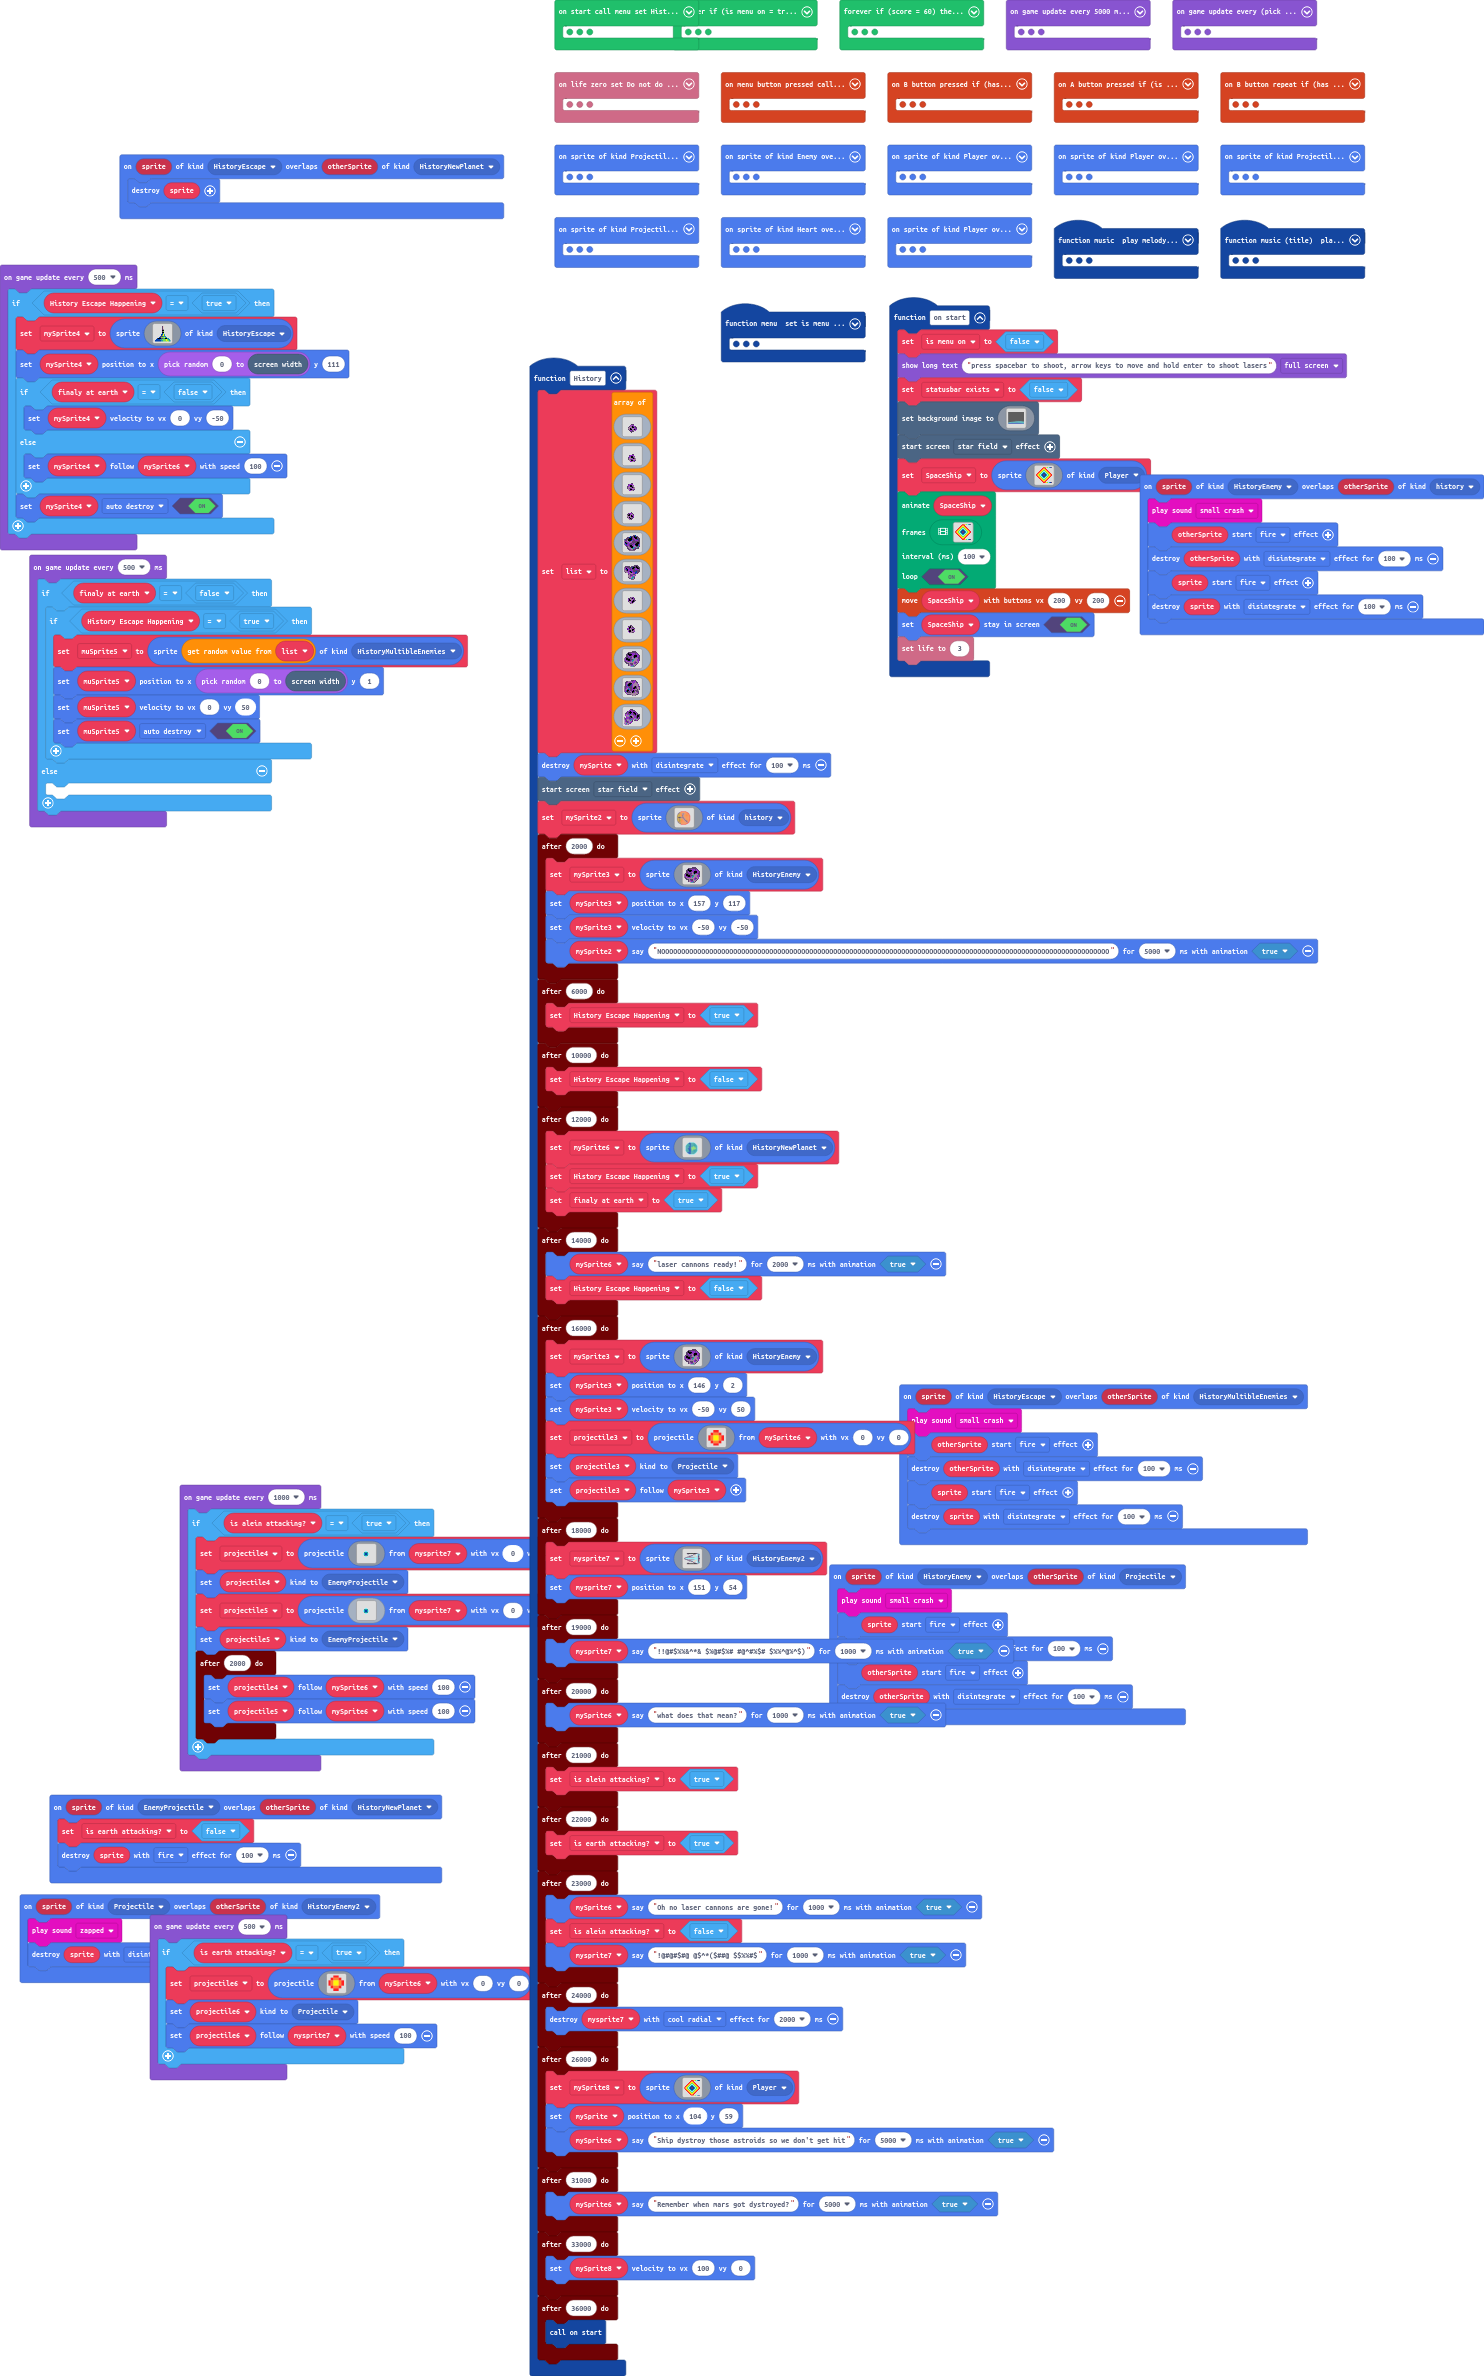 on start call menu set Hist...
er if (is menu on = tr...
forever if (score = 60) the...
on game update every 5000 m...
on game update every (pick ...
on life zero set Do not do ...
on menu button pressed call...
on B button pressed if (has...
on A button pressed if (is ...
on B button repeat if (has ...
on sprite of kind Projectil...
on sprite of kind Enemy ove...
on sprite of kind Player ov...
on sprite of kind Player ov...
on sprite of kind Projectil...
on sprite of kind Projectil...
on sprite of kind Heart ove...
on sprite of kind Player ov...
function music play melody...
function music (title) pla...
function menu set is menu ...
on sprite of kind HistoryEscape overlaps otherSprite of kind HistoryNewPlanet
destroy sprite
on game update every 500 ms
if History Escape Happening = true then
set mySprite4 to sprite of kind HistoryEscape
set mySprite4 position to x pick random 0 to screen width y 111
if finaly at earth = false then
set mySprite4 velocity to vx 0 vy -50
else
set mySprite4 follow mySprite6 with speed 100
set mySprite4 auto destroy ON
on game update every 500 ms
if finaly at earth = false then
if History Escape Happening = true then
set muSprite5 to sprite get random value from list of kind HistoryMultibleEnemies
set muSprite5 position to x pick random 0 to screen width y 1
set muSprite5 velocity to vx 0 vy 50
set muSprite5 auto destroy ON
else
function on start
set is menu on to false
show long text "press spacebar to shoot, arrow keys to move and hold enter to shoot lasers" full screen
set statusbar exists to false
set background image to
start screen star field effect
set SpaceShip to sprite of kind Player
animate SpaceShip
frames
interval (ms) 100
loop ON
move SpaceShip with buttons vx 200 vy 200
set SpaceShip stay in screen ON
set life to 3
on sprite of kind HistoryEnemy overlaps otherSprite of kind history
play sound small crash
otherSprite start fire effect
destroy otherSprite with disintegrate effect for 100 ms
sprite start fire effect
destroy sprite with disintegrate effect for 100 ms
function History
array of
set list to
destroy mySprite with disintegrate effect for 100 ms
start screen star field effect
set mySprite2 to sprite of kind history
after 2000 do
set mySprite3 to sprite of kind HistoryEnemy
set mySprite3 position to x 157 y 117
set mySprite3 velocity to vx -50 vy -50
mySprite2 say for 5000 ms with animation true
after 6000 do
set History Escape Happening to true
after 10000 do
set History Escape Happening to false
after 12000 do
set mySprite6 to sprite of kind HistoryNewPlanet
set History Escape Happening to true
set finaly at earth to true
after 14000 do
mySprite6 say "laser cannons ready!" for 2000 ms with animation true
set History Escape Happening to false
after 16000 do
set mySprite3 to sprite of kind HistoryEnemy
set mySprite3 position to x 146 y 2
set mySprite3 velocity to vx -50 vy 50
set projectile3 to projectile from mySprite6 with vx 0 vy 0
set projectile3 kind to Projectile
set projectile3 follow mySprite3
after 18000 do
set mysprite7 to sprite of kind HistoryEnemy2
set mysprite7 position to x 151 y 54
after 19000 do
mysprite7 say for 1000 ms with animation true
after 20000 do
mySprite6 say "what does that mean?" for 1000 ms with animation true
after 21000 do
set is alein attacking? to true
after 22000 do
set is earth attacking? to true
after 23000 do
mySprite6 say "Oh no laser cannons are gone!" for 1000 ms with animation true
set is alein attacking? to false
mysprite7 say for 1000 ms with animation true
after 24000 do
destroy mysprite7 with cool radial effect for 2000 ms
after 26000 do
set mySprite8 to sprite of kind Player
set mySprite position to x 104 y 59
mySprite6 say "Ship dystroy those astroids so we don't get hit" for 5000 ms with animation true
after 31000 do
mySprite6 say "Remember when mars got dystroyed?" for 5000 ms with animation true
after 33000 do
set mySprite8 velocity to vx 100 vy 0
after 36000 do
call on start
on sprite of kind HistoryEscape overlaps otherSprite of kind HistoryMultibleEnemies
play sound small crash
otherSprite start fire effect
destroy otherSprite with disintegrate effect for 100 ms
sprite start fire effect
destroy sprite with disintegrate effect for 100 ms
on sprite of kind HistoryEnemy overlaps otherSprite of kind Projectile
play sound small crash
sprite start fire effect
fect for 100 ms
otherSprite start fire effect
destroy otherSprite with disintegrate effect for 100 ms
on game update every 1000 ms
if is alein attacking? = true then
set projectile4 to projectile from mysprite7 with vx 0
set projectile4 kind to EnemyProjectile
set projectile5 to projectile from mysprite7 with vx 0
set projectile5 kind to EnemyProjectile
after 2000 do
set projectile4 follow mySprite6 with speed 100
set projectile5 follow mySprite6 with speed 100
on sprite of kind EnemyProjectile overlaps otherSprite of kind HistoryNewPlanet
set is earth attacking? to false
destroy sprite with fire effect for 100 ms
on sprite of kind Projectile overlaps otherSprite of kind HistoryEnemy2
play sound zapped
destroy sprite with disint
on game update every 500 ms
if is earth attacking? = true then
set projectile6 to projectile from mySprite6 with vx 0 vy 0
set projectile6 kind to Projectile
set projectile6 follow mysprite7 with speed 100